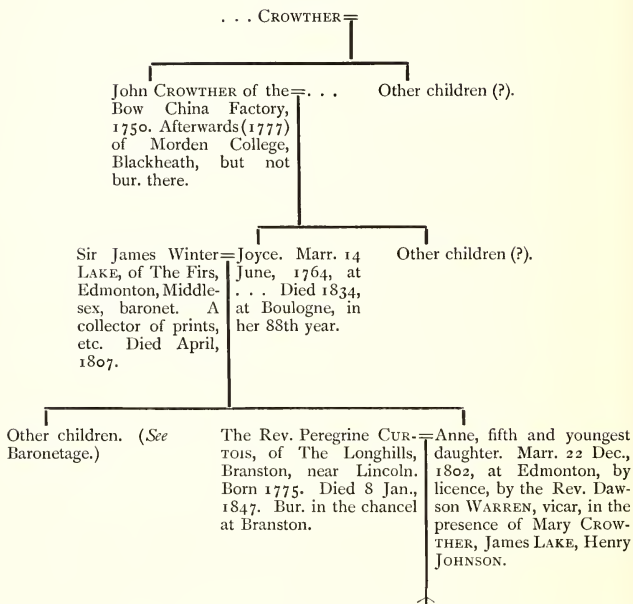 . . . CROWTHER=
John CROWTHER of the=. . .
Bow China Factory,
1750. Afterwards (1777)
of Morden College,
Blackheath, but not
bur. there.
Other children (?).
Sir James Winter=Joyce. Marr. 14
LAKE, of The Firs,
Edmonton, Middle-
sex, baronet. A
collector of prints,
etc. Died April,
1807.
June, 1764, at
. . . Died 1834,
at Boulogne, in
her 88th year.
Other children (?).
Other children. (See
Baronetage.)
The Rev. Peregrine CUR-=Anne, fifth and youngest
TOIS, of The Longhills,
Branston, near Lincoln.
Born 1775. Died 8 Jan.,
1847. Bur. in the chancel
at Branston.
daughter. Marr. 22 Dec.,
1802, at Edmonton, by
licence, by the Rev. Daw-
son WARREN, vicar, in the
presence of Mary CROW-
THER, James LAKE, Henry
JOHNSON.